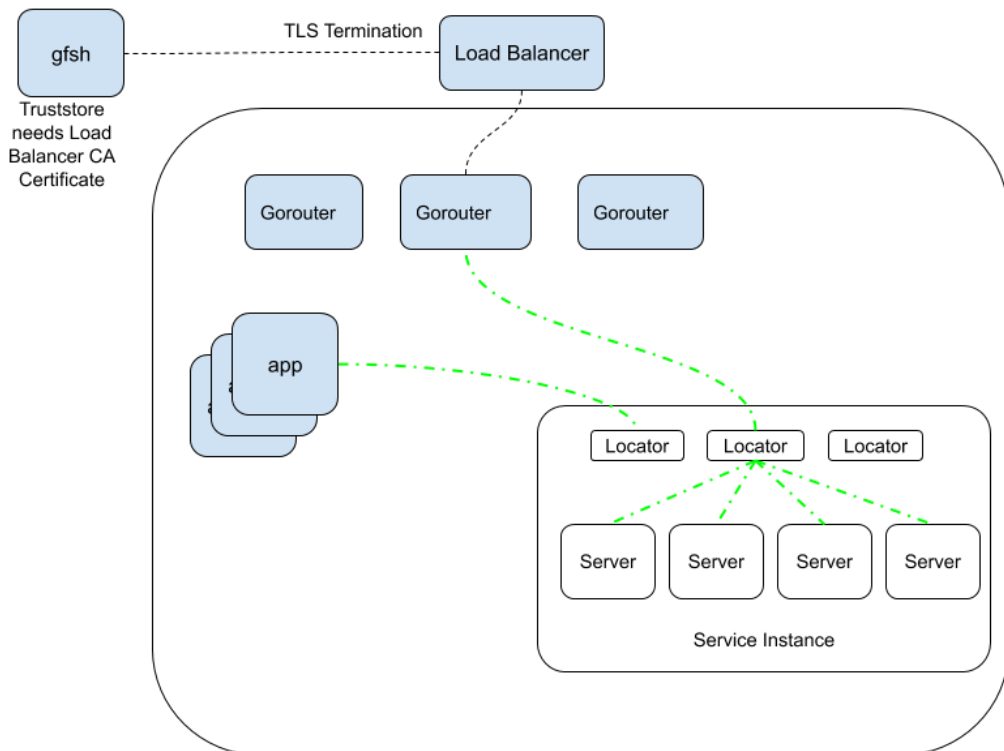 TLS Termination
gfsh
Load Balancer
Truststore
needs Load
Balancer CA
Certificate
Gorouter
Gorouter
Gorouter
app
a
a
Locator
Locator
Locator
Server
Server
Server
Server
Service Instance